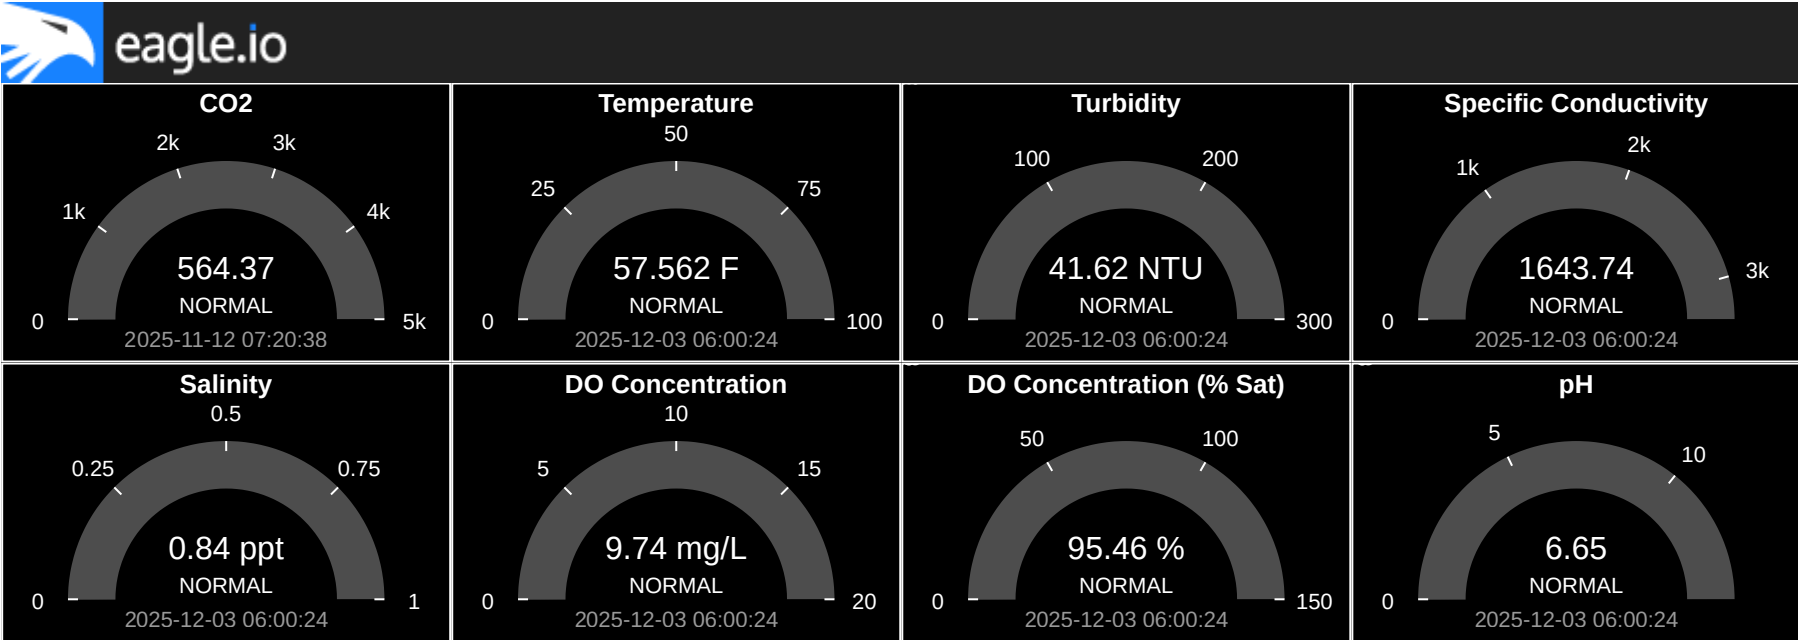 eagle.io
CO2
2k
3k
1k
4k
564.37
NORMAL
0
5k
2025-11-12 07:20:38
Temperature
50
25
75
57.562 F
NORMAL
0
100
2025-12-03 06:00:24
Turbidity
100
200
41.62 NTU
NORMAL
0
300
2025-12-03 06:00:24
Specific Conductivity
2k
1k
1643.74
3k
NORMAL
0
2025-12-03 06:00:24
Salinity
0.5
0.25
0.75
0.84 ppt
NORMAL
0
1
2025-12-03 06:00:24
DO Concentration
10
5
15
9.74 mg/L
NORMAL
0
20
2025-12-03 06:00:24
DO Concentration (% Sat)
50
100
95.46 %
NORMAL
0
150
2025-12-03 06:00:24
pH
5
10
6.65
NORMAL
0
2025-12-03 06:00:24